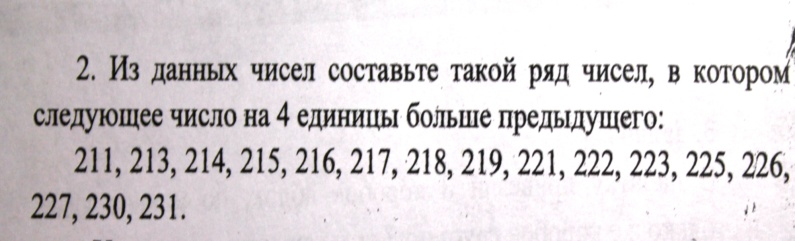 2. Из данных чисел составьте такой ряд чисел, в котором
следующее число на 4 единицы больше предыдущего:
211, 213, 214, 215, 216, 217, 218, 219, 221, 222, 223, 225, 226,
227, 230, 231.